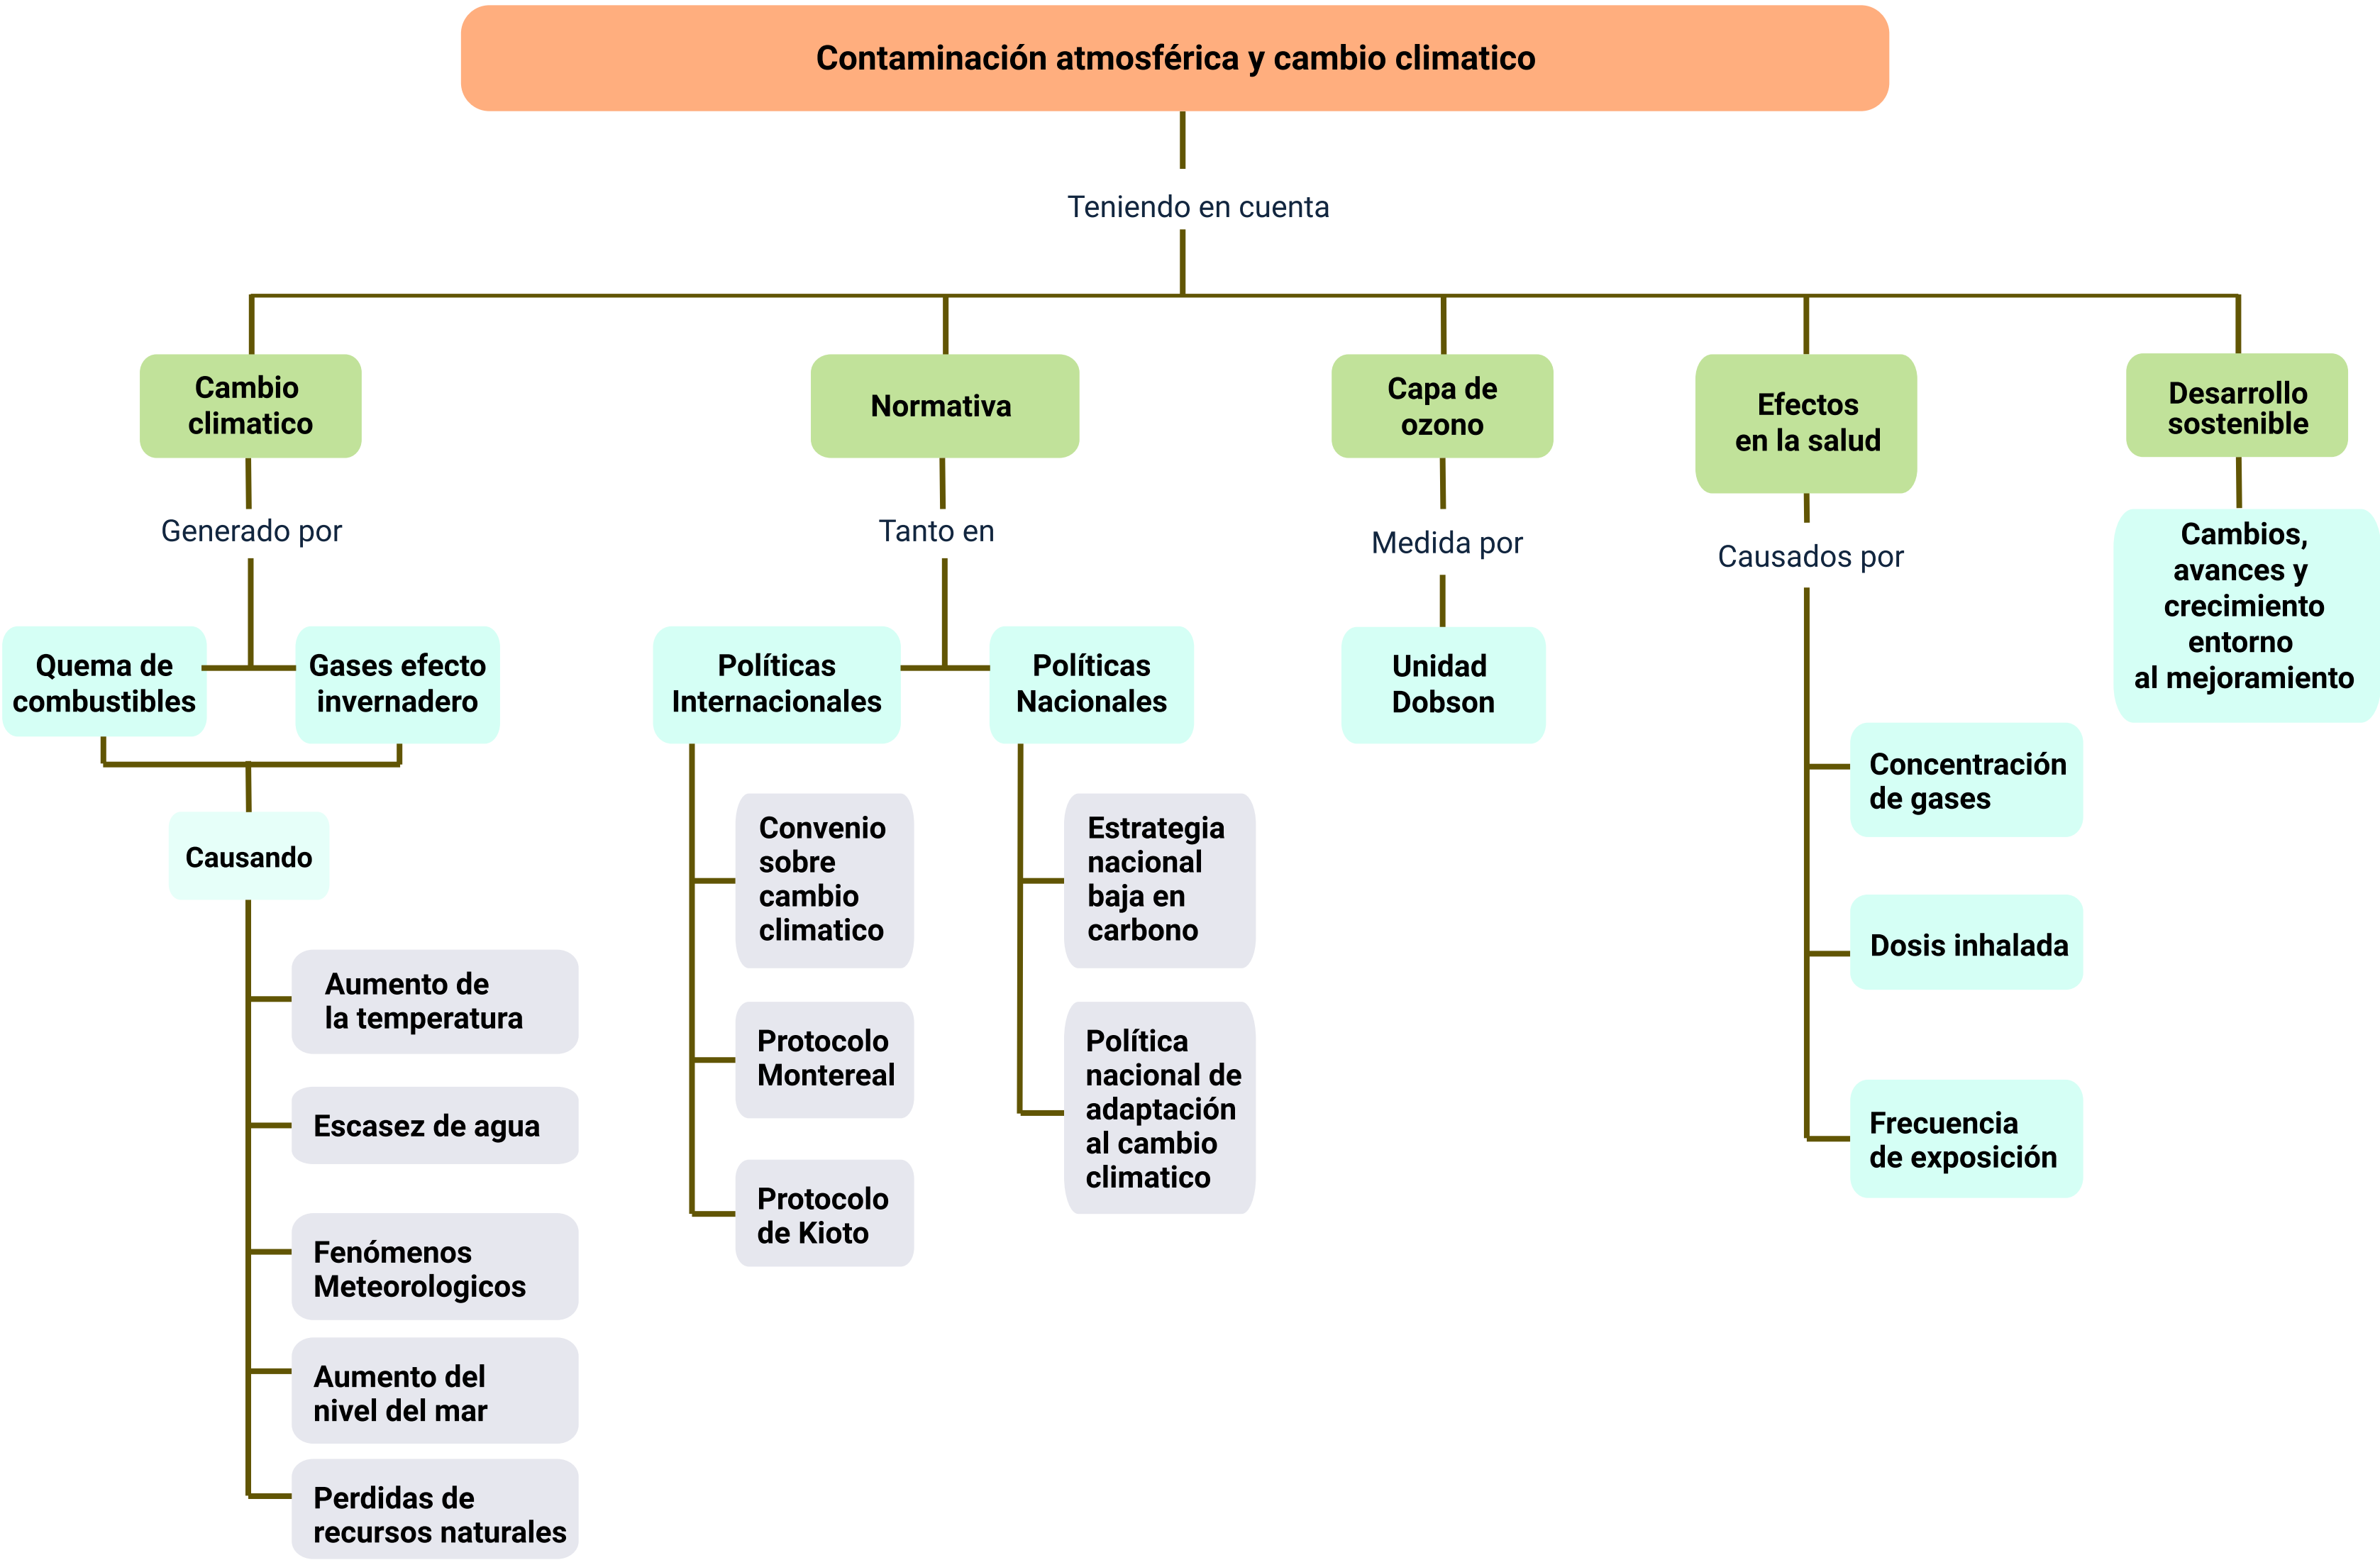 Contaminación atmosférica y cambio climatico
Teniendo en cuenta
Cambio
climatico
Generado por
Quema de
combustibles
Gases efecto
invernadero
Causando
Aumento de
la temperatura
Escasez de agua
Fenómenos
Meteorologicos
Aumento del
nivel del mar
Perdidas de
recursos naturales
Normativa
Tanto en
Políticas
Internacionales
Convenio
sobre
cambio
climatico
Protocolo
Montereal
Protocolo
de Kioto
Políticas
Nacionales
Estrategia
nacional
baja en
carbono
Política
nacional de
adaptación
al cambio
climatico
Capa de
ozono
Medida por
Unidad
Dobson
Efectos
en la salud
Causados por
Concentración
de gases
Dosis inhalada
Frecuencia
de exposición
Desarrollo
sostenible
Cambios,
avances y
crecimiento
entorno
al mejoramiento